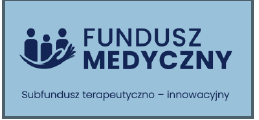 FUNDUSZ
MEDYCZNY
Subfundusz terapeutyczno – innowacyjny